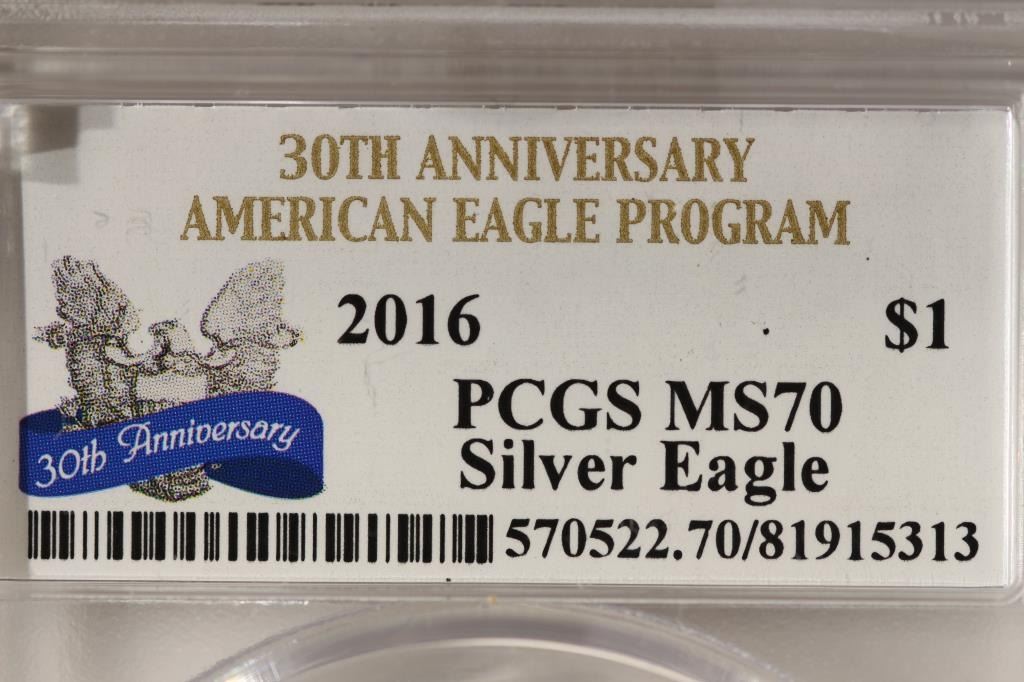 30TH ANNIVERSARY
AMERICAN EAGLE PROGRAM
2016 $1
PCGS MS70
Silver Eagle
30th Anniversary
570522.70/81915313